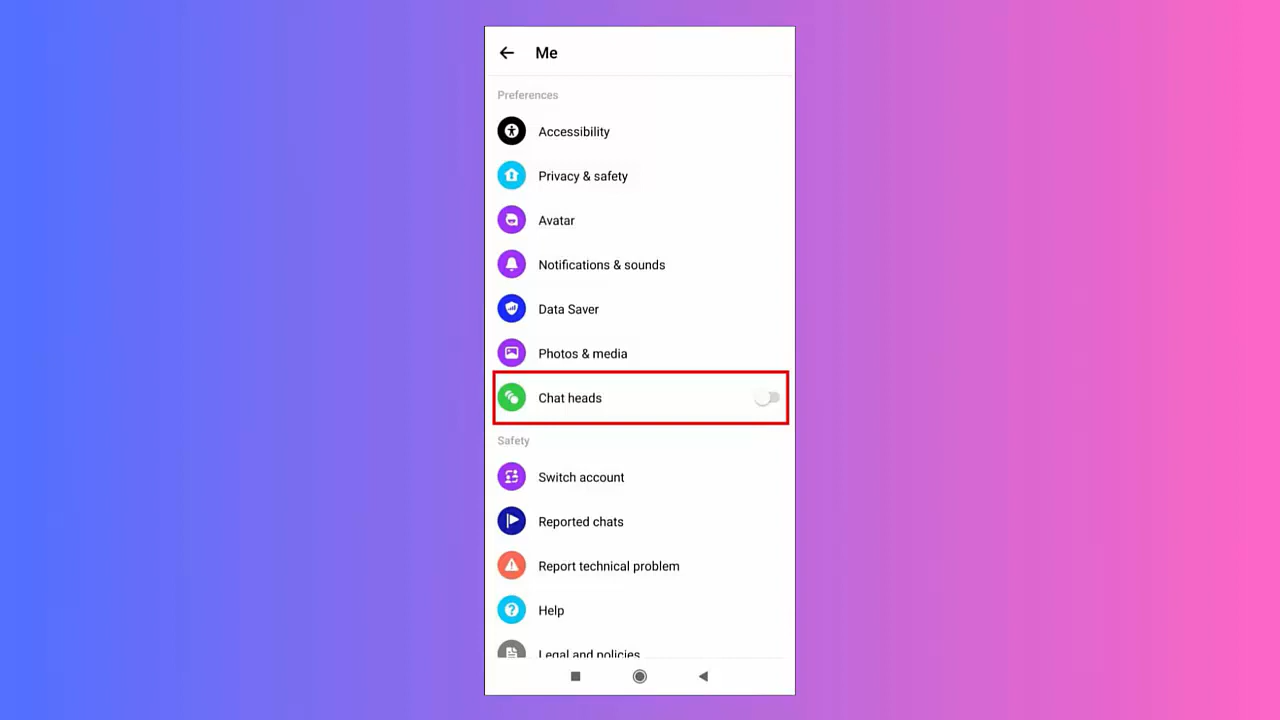 Me
Preferences
Accessibility
Privacy & safety
Avatar
Notifications & sounds
Data Saver
Photos & media
Chat heads
Safety
Switch account
Reported chats
Report technical problem
Help
Legal and policies